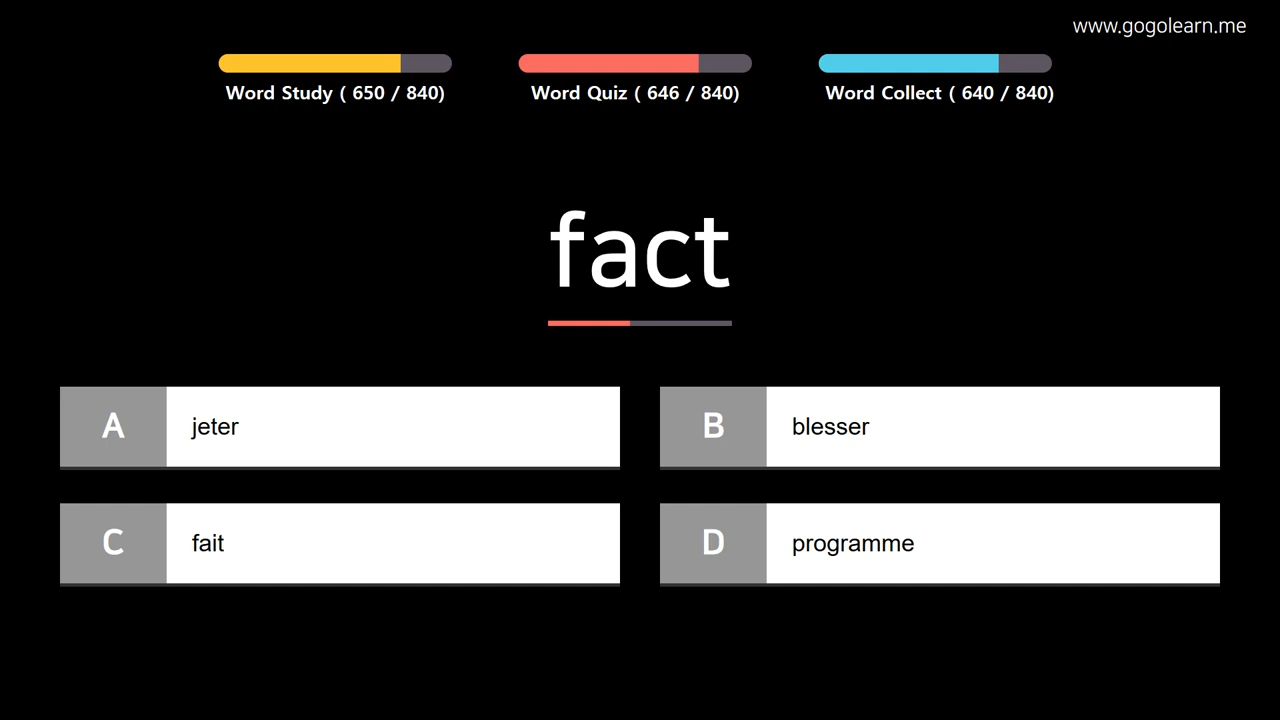 www.gogolearn.me
Word Study ( 650 / 840)
Word Quiz ( 646 / 840)
Word Collect ( 640 / 840)
fact
A jeter
B blesser
C fait
D programme